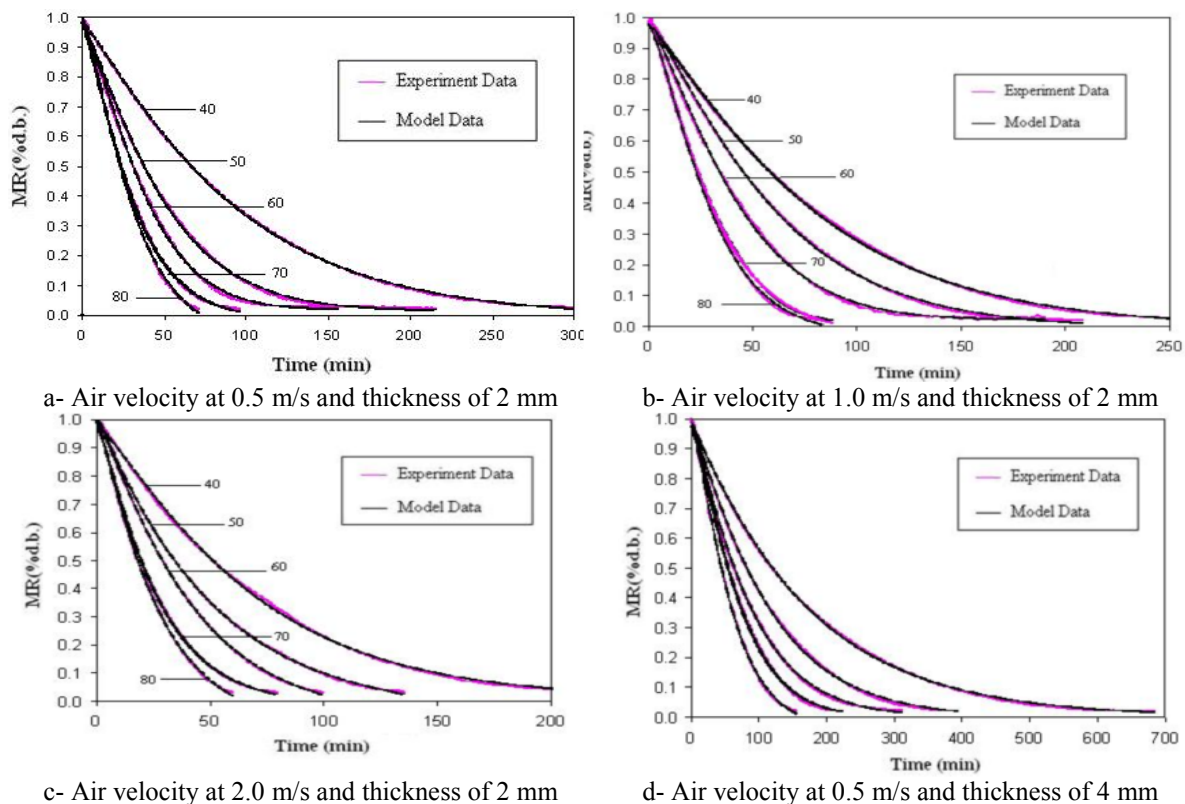 1.0
0.9
0.8
0.7
0.6
0.5
0.4
0.3
0.2
0.1
0.0
MR(%d.b.)
Experiment Data
Model Data
40
50
60
70
80
0 50 100 150 200 250 30C
Time (min)
a- Air velocity at 0.5 m/s and thickness of 2 mm
1.0
0.9
0.8
0.7
0.6
0.5
0.4
0.3
0.2
0.1
0.0
MR(%d.b.)
Experiment Data
Model Data
40
50
60
70
80
0 50 100 150 200 250
Time (min)
b- Air velocity at 1.0 m/s and thickness of 2 mm
1.0
0.9
0.8
0.7
0.6
0.5
0.4
0.3
0.2
0.1
0.0
MR(%d.b.)
Experiment Data
Model Data
40
50
60
70
80
0 50 100 150 200
Time (min)
c- Air velocity at 2.0 m/s and thickness of 2 mm
1.0
0.9
0.8
0.7
0.6
0.5
0.4
0.3
0.2
0.1
0.0
MR(%d.b.)
Experiment Data
Model Data
0 100 200 300 400 500 600 700
Time (min)
d- Air velocity at 0.5 m/s and thickness of 4 mm